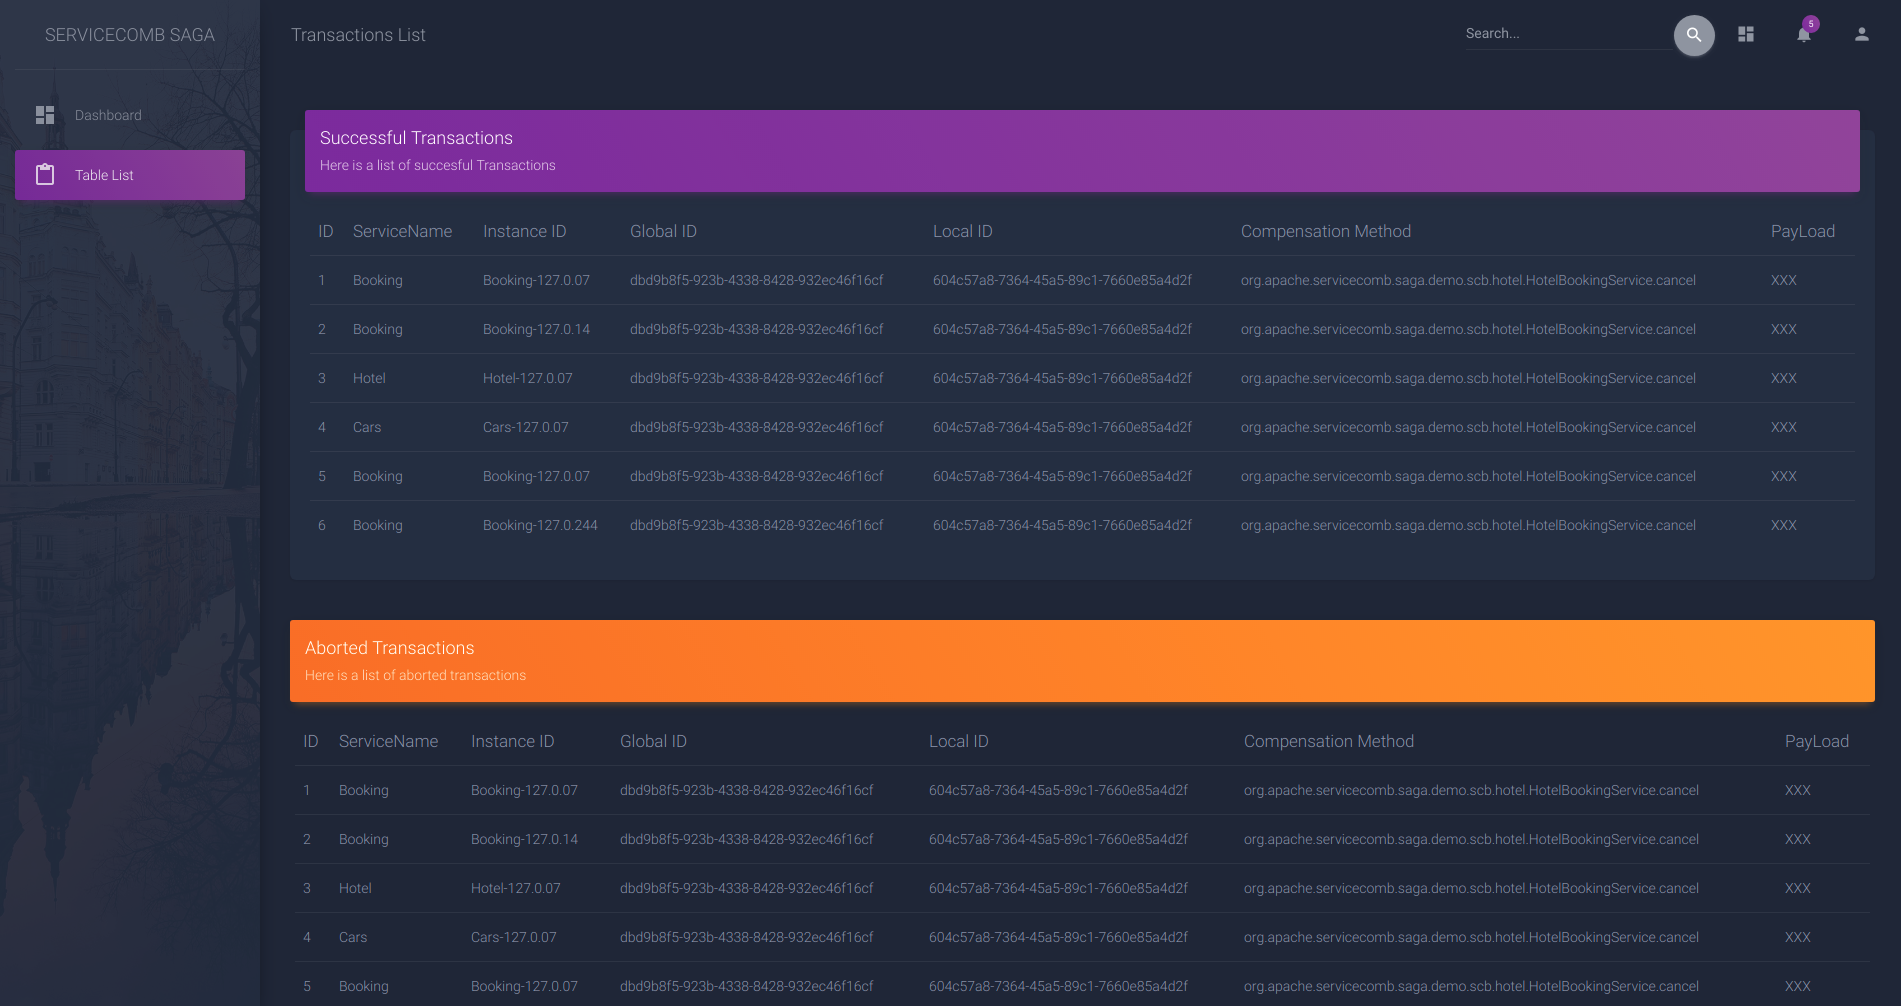 SERVICECOMB SAGA
Transactions List
Search...
5
Dashboard
Table List
Successful Transactions
Here is a list of succesful Transactions
ID ServiceName Instance ID Global ID Local ID Compensation Method PayLoad
1 Booking Booking-127.0.07 dbd9b8f5-923b-4338-8428-932ec46f16cf 604c57a8-7364-45a5-89c1-7660e85a4d2f org.apache.servicecomb.saga.demo.scb.hotel.HotelBookingService.cancel XXX
2 Booking Booking-127.0.14 dbd9b8f5-923b-4338-8428-932ec46f16cf 604c57a8-7364-45a5-89c1-7660e85a4d2f org.apache.servicecomb.saga.demo.scb.hotel.HotelBookingService.cancel XXX
3 Hotel Hotel-127.0.07 dbd9b8f5-923b-4338-8428-932ec46f16cf 604c57a8-7364-45a5-89c1-7660e85a4d2f org.apache.servicecomb.saga.demo.scb.hotel.HotelBookingService.cancel XXX
4 Cars Cars-127.0.07 dbd9b8f5-923b-4338-8428-932ec46f16cf 604c57a8-7364-45a5-89c1-7660e85a4d2f org.apache.servicecomb.saga.demo.scb.hotel.HotelBookingService.cancel XXX
5 Booking Booking-127.0.07 dbd9b8f5-923b-4338-8428-932ec46f16cf 604c57a8-7364-45a5-89c1-7660e85a4d2f org.apache.servicecomb.saga.demo.scb.hotel.HotelBookingService.cancel XXX
6 Booking Booking-127.0.244 dbd9b8f5-923b-4338-8428-932ec46f16cf 604c57a8-7364-45a5-89c1-7660e85a4d2f org.apache.servicecomb.saga.demo.scb.hotel.HotelBookingService.cancel XXX
Aborted Transactions
Here is a list of aborted transactions
ID ServiceName Instance ID Global ID Local ID Compensation Method PayLoad
1 Booking Booking-127.0.07 dbd9b8f5-923b-4338-8428-932ec46f16cf 604c57a8-7364-45a5-89c1-7660e85a4d2f org.apache.servicecomb.saga.demo.scb.hotel.HotelBookingService.cancel XXX
2 Booking Booking-127.0.14 dbd9b8f5-923b-4338-8428-932ec46f16cf 604c57a8-7364-45a5-89c1-7660e85a4d2f org.apache.servicecomb.saga.demo.scb.hotel.HotelBookingService.cancel XXX
3 Hotel Hotel-127.0.07 dbd9b8f5-923b-4338-8428-932ec46f16cf 604c57a8-7364-45a5-89c1-7660e85a4d2f org.apache.servicecomb.saga.demo.scb.hotel.HotelBookingService.cancel XXX
4 Cars Cars-127.0.07 dbd9b8f5-923b-4338-8428-932ec46f16cf 604c57a8-7364-45a5-89c1-7660e85a4d2f org.apache.servicecomb.saga.demo.scb.hotel.HotelBookingService.cancel XXX
5 Booking Booking-127.0.07 dbd9b8f5-923b-4338-8428-932ec46f16cf 604c57a8-7364-45a5-89c1-7660e85a4d2f org.apache.servicecomb.saga.demo.scb.hotel.HotelBookingService.cancel XXX